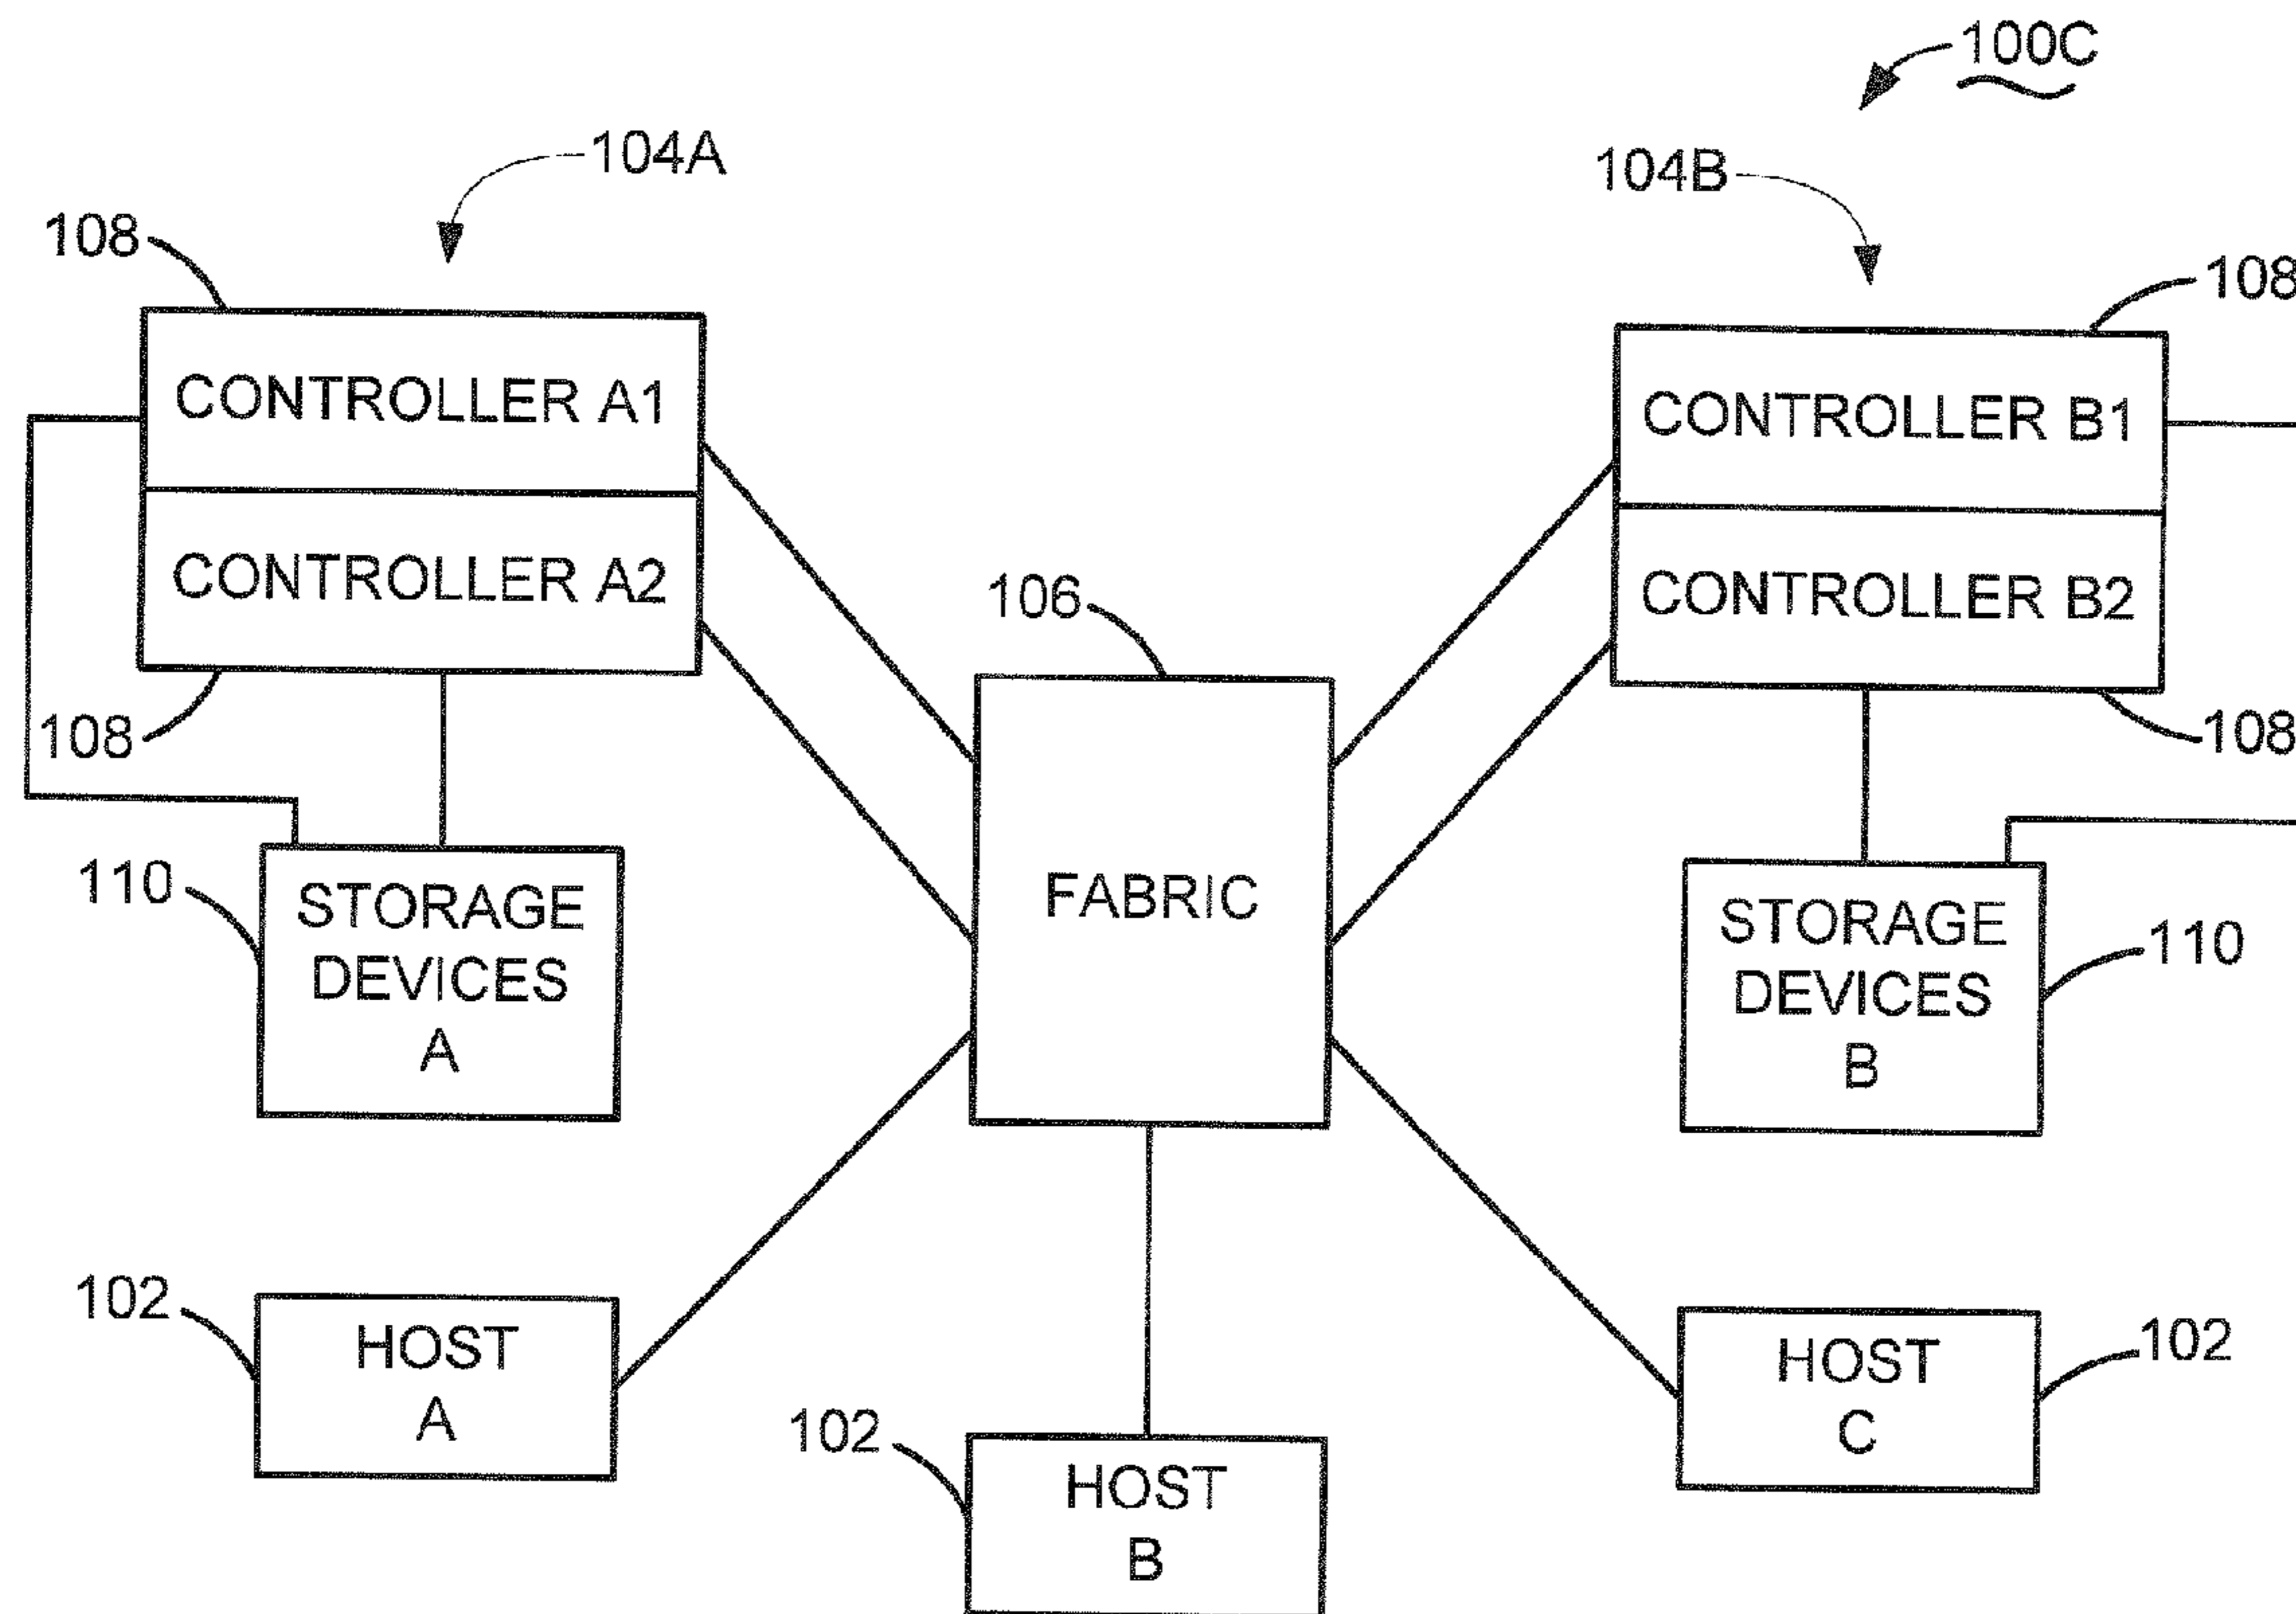 100C
104A
104B
108
108
CONTROLLER A1
CONTROLLER B1
CONTROLLER A2
CONTROLLER B2
106
108
108
FABRIC
110
STORAGE
DEVICES
A
STORAGE
DEVICES
B
110
102
HOST
A
HOST
C
102
102
HOST
B